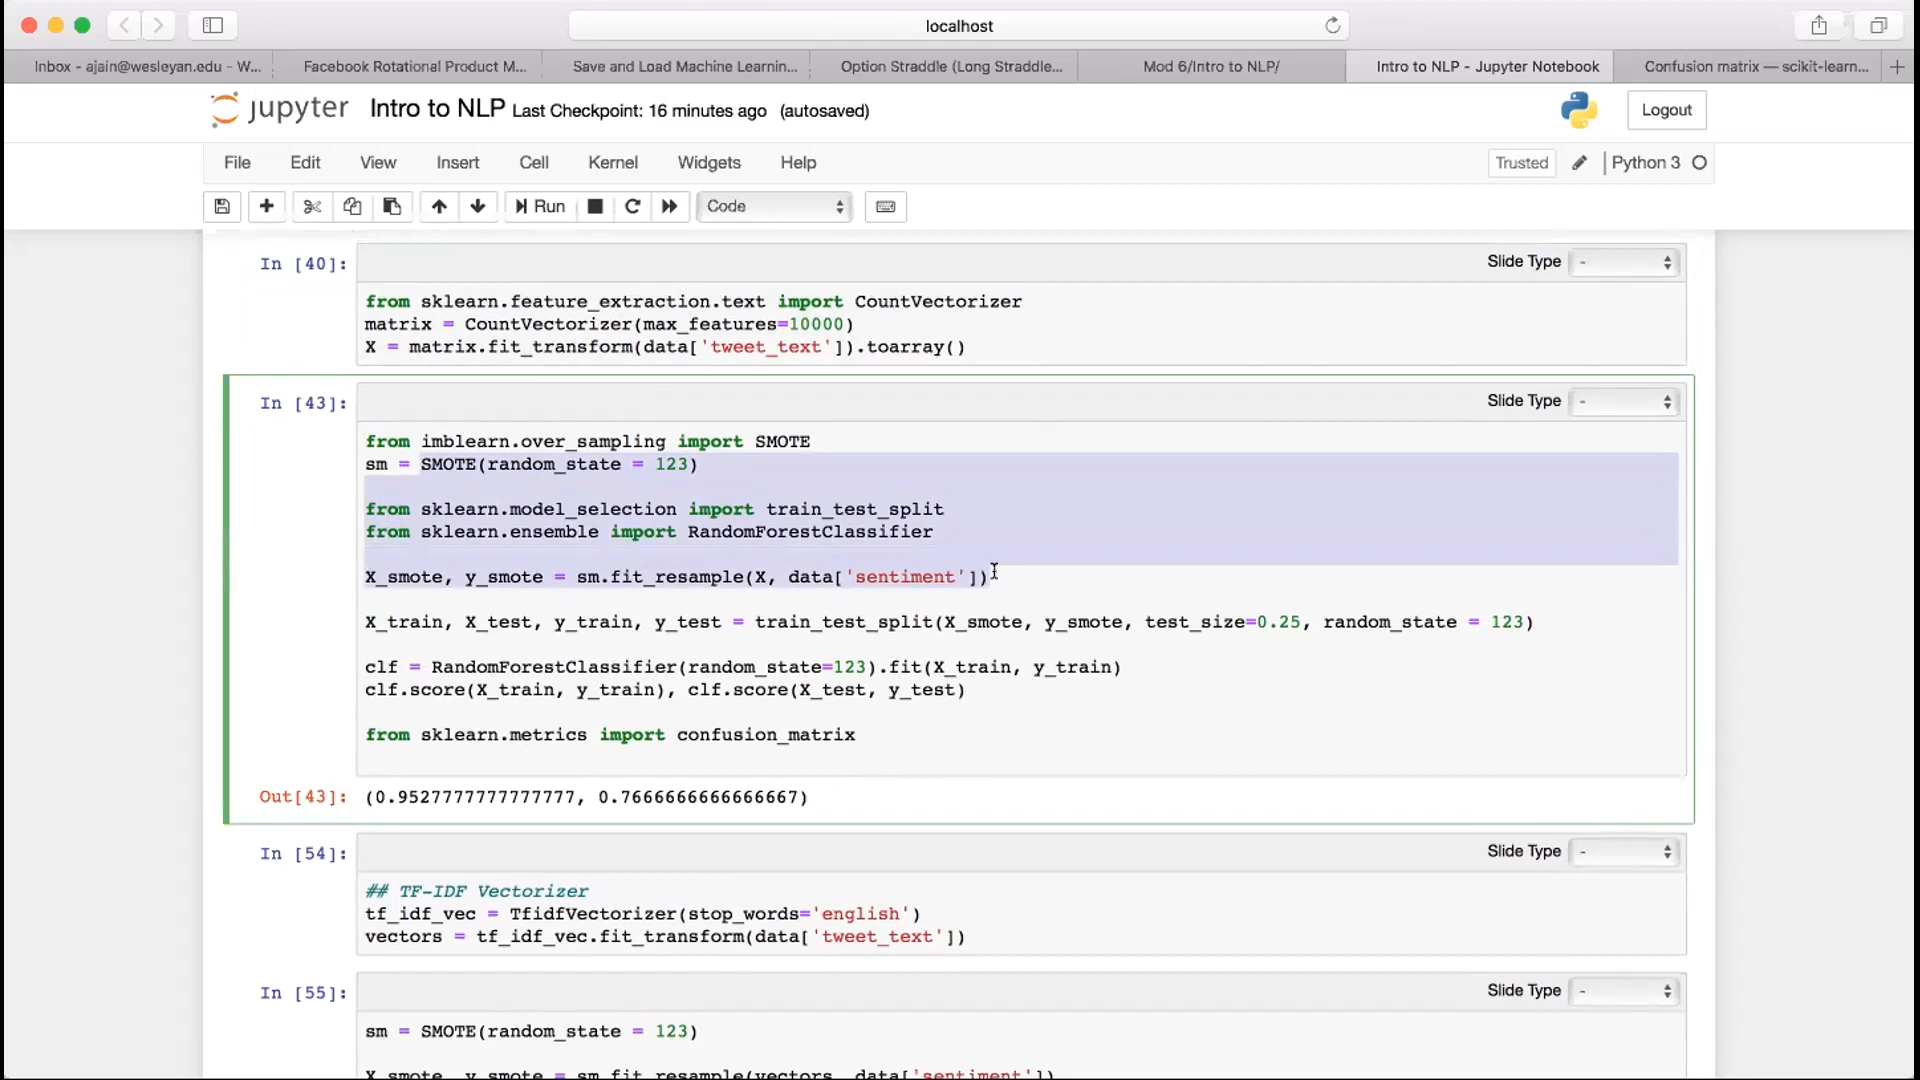 localhost
Inbox - ajain@wesleyan.edu - W...
Facebook Rotational Product M...
Save and Load Machine Learnin...
Option Straddle (Long Straddle...
Mod 6/Intro to NLP/
Intro to NLP - Jupyter Notebook
Confusion matrix — scikit-learn...
jupyter Intro to NLP Last Checkpoint: 16 minutes ago (autosaved)
Logout
File Edit View Insert Cell Kernel Widgets Help
Trusted
Python 3
Run
Code
In [40]:
Slide Type -
from sklearn.feature_extraction.text import CountVectorizer
matrix = CountVectorizer(max_features=10000)
X = matrix.fit_transform(data['tweet_text']).toarray()
In [43]:
Slide Type -
from imblearn.over_sampling import SMOTE
sm = SMOTE(random_state = 123)
from sklearn.model_selection import train_test_split
from sklearn.ensemble import RandomForestClassifier
X_smote, y_smote = sm.fit_resample(X, data['sentiment'])
X_train, X_test, y_train, y_test = train_test_split(X_smote, y_smote, test_size=0.25, random_state = 123)
clf = RandomForestClassifier(random_state=123).fit(X_train, y_train)
clf.score(X_train, y_train), clf.score(X_test, y_test)
from sklearn.metrics import confusion_matrix
Out[43]: (0.9527777777777777, 0.7666666666666667)
In [54]:
Slide Type -
## TF-IDF Vectorizer
tf_idf_vec = TfidfVectorizer(stop_words='english')
vectors = tf_idf_vec.fit_transform(data['tweet_text'])
In [55]:
Slide Type -
sm = SMOTE(random_state = 123)
X_smote, y_smote = sm.fit_resample(vectors, data['sentiment'])